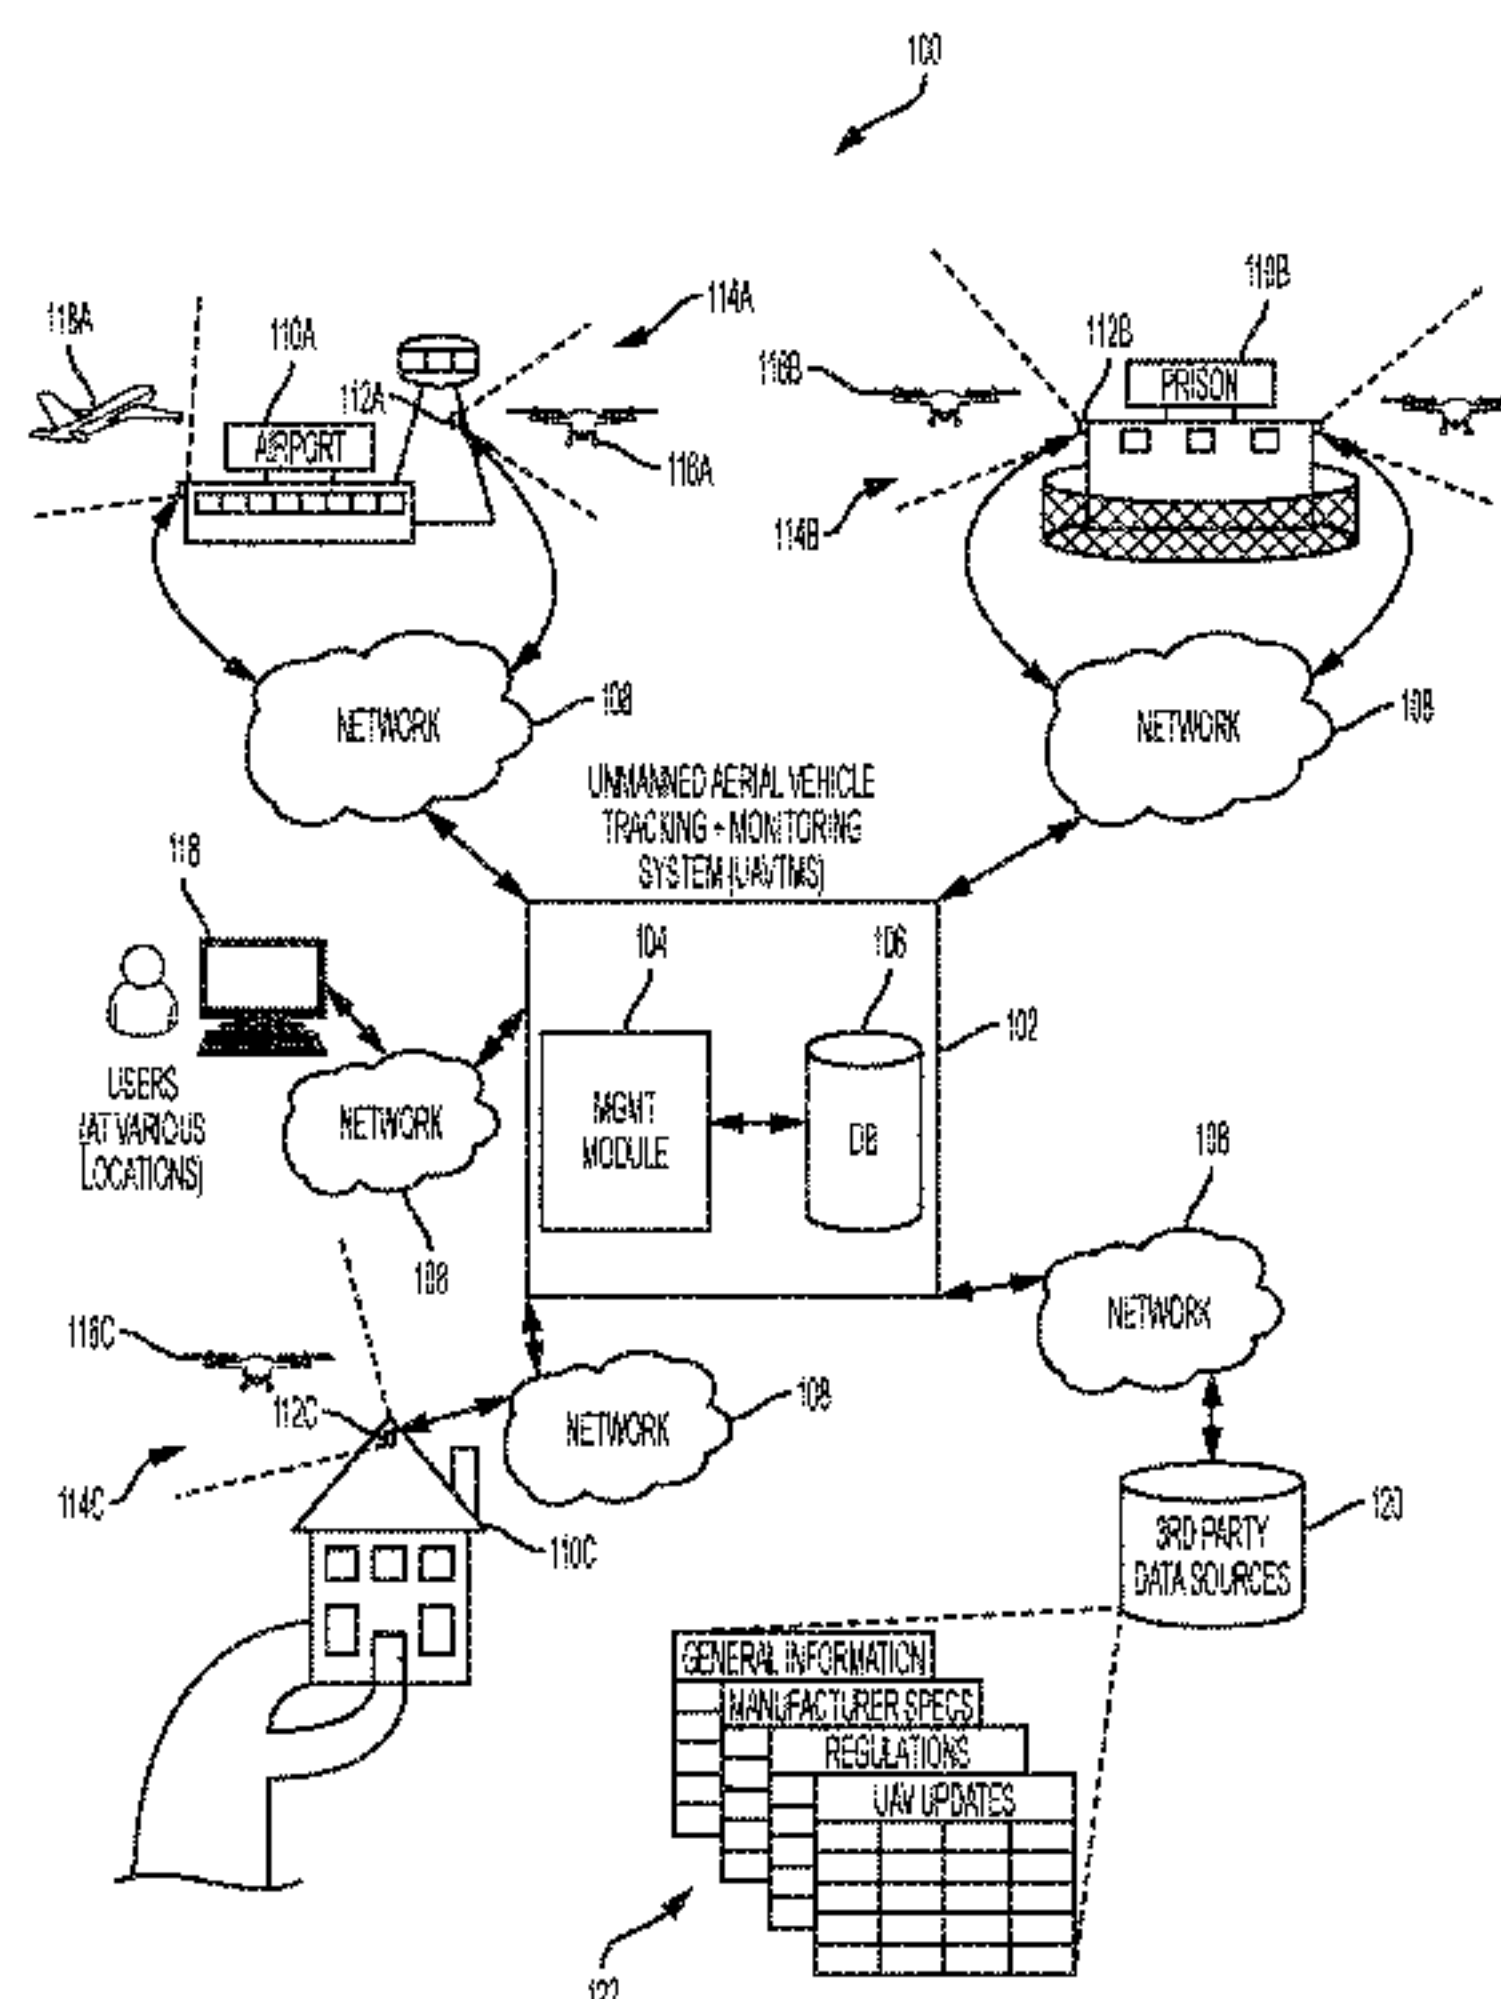 100
118A
110A
112A
114A
116A
AIRPORT
110B
112B
116B
PRISON
114B
NETWORK
108
NETWORK
108
UNMANNED AERIAL VEHICLE
TRACKING + MONITORING
SYSTEM (UAVTMS)
118
104
106
102
USERS
(AT VARIOUS
LOCATIONS)
NETWORK
108
MGMT
MODULE
DB
108
NETWORK
116C
112C
114C
NETWORK
108
110C
3RD PARTY
DATA SOURCES
120
GENERAL INFORMATION
MANUFACTURER SPECS
REGULATIONS
UAV UPDATES